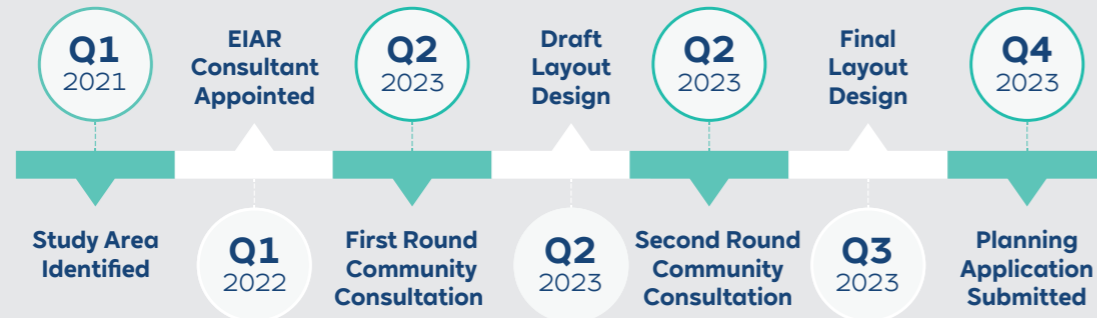 Q1
2021
Study Area
Identified
EIAR
Consultant
Appointed
Q1
2022
Q2
2023
First Round
Community
Consultation
Draft
Layout
Design
Q2
2023
Q2
2023
Second Round
Community
Consultation
Final
Layout
Design
Q3
2023
Q4
2023
Planning
Application
Submitted